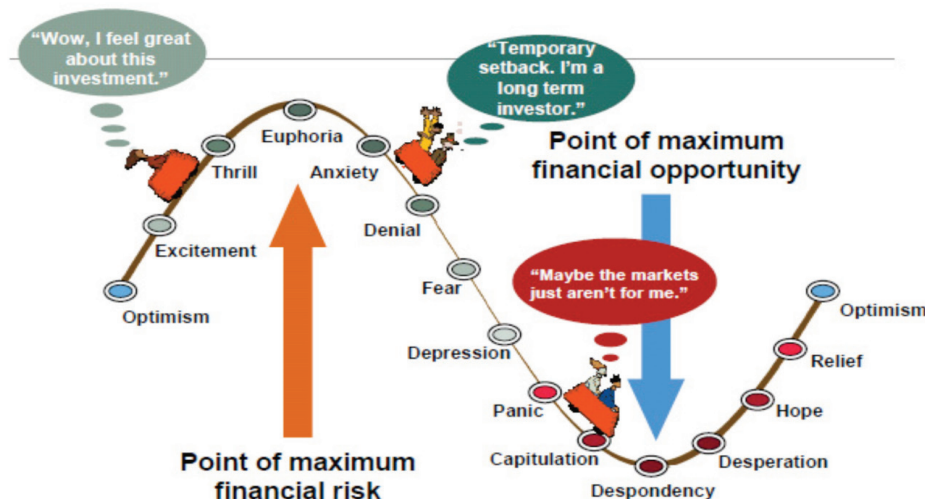 “Wow, I feel great
about this
investment.”
“Temporary
setback. I’m a
long term
investor.”
Euphoria
Thrill
Anxiety
Point of maximum
financial opportunity
Excitement
Denial
“Maybe the markets
just aren’t for me.”
Fear
Optimism
Optimism
Depression
Relief
Panic
Hope
Capitulation
Desperation
Point of maximum
financial risk
Despondency